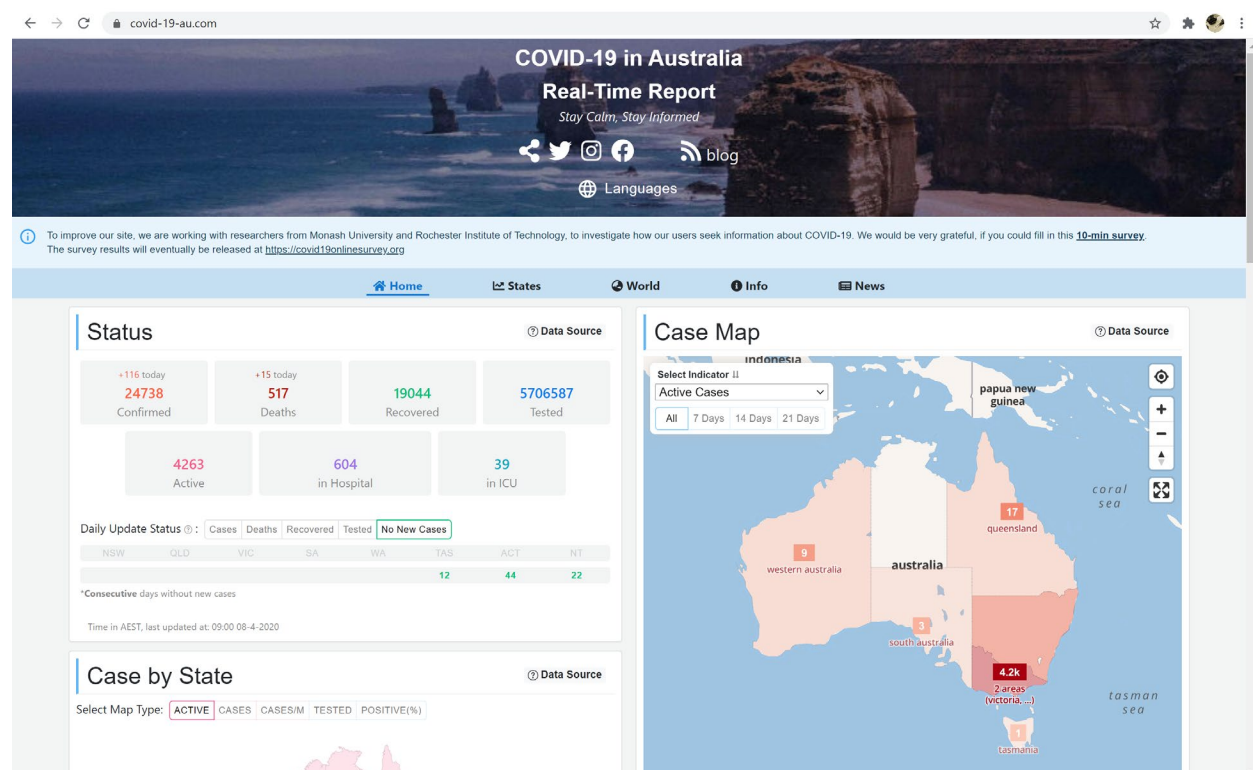 covid-19-au.com
COVID-19 in Australia
Real-Time Report
Stay Calm, Stay Informed
blog
Languages
To improve our site, we are working with researchers from Monash University and Rochester Institute of Technology, to investigate how our users seek information about COVID-19. We would be very grateful, if you could fill in this 10-min survey.
The survey results will eventually be released at https://covid19onlinesurvey.org
Home States World Info News
Status
Data Source
+116 today
24738
Confirmed
+15 today
517
Deaths
19044
Recovered
5706587
Tested
4263
Active
604
in Hospital
39
in ICU
Daily Update Status : Cases Deaths Recovered Tested No New Cases
NSW QLD VIC SA WA TAS ACT NT
12 44 22
*Consecutive days without new cases
Time in AEST, last updated at: 09:00 08-4-2020
Case by State
Data Source
Select Map Type: ACTIVE CASES CASES/M TESTED POSITIVE(%)
Case Map
Data Source
Select Indicator
Active Cases
All 7 Days 14 Days 21 Days
indonesia
papua new
guinea
coral
sea
17
queensland
9
western australia
australia
3
south australia
4.2k
2 areas
(victoria, ...)
tasman
sea
1
tasmania